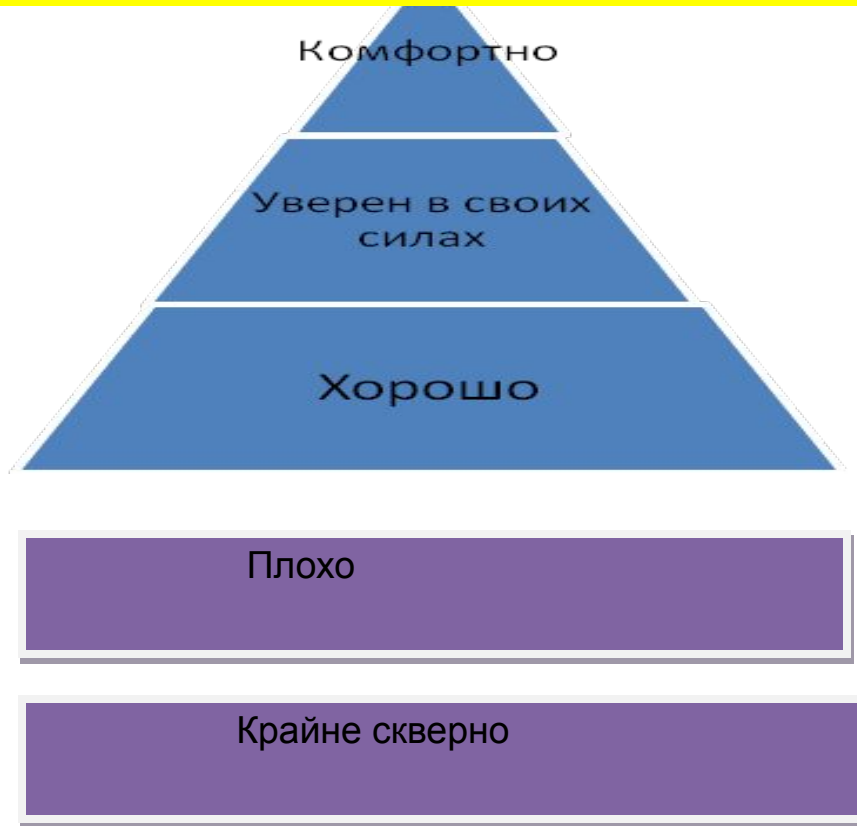 Комфортно
Уверен в своих
силах
Хорошо
Плохо
Крайне скверно